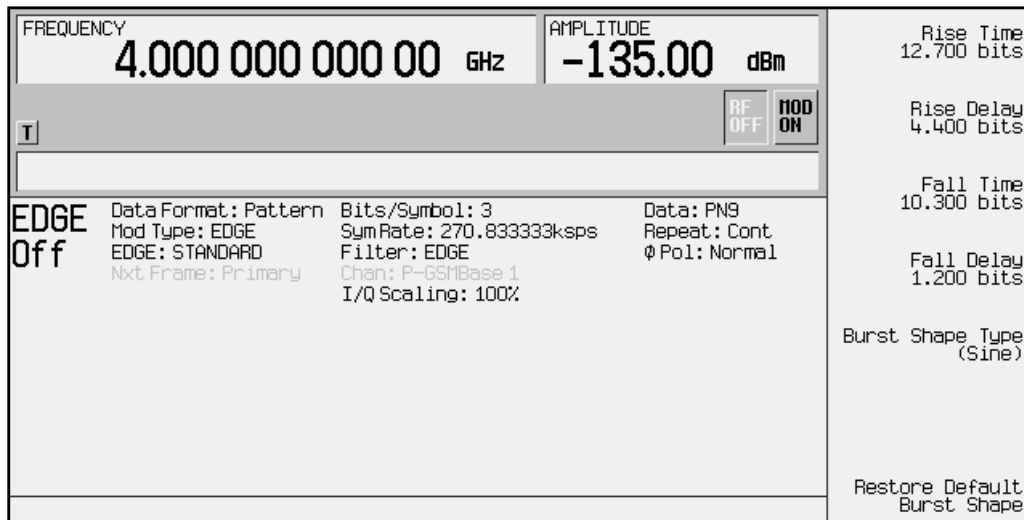 FREQUENCY
4.000 000 000 00 GHz
AMPLITUDE
-135.00 dBm
RF OFF
MOD ON
T
EDGE
Off
Data Format: Pattern Bits/Symbol: 3 Data: PN9
Mod Type: EDGE Sym Rate: 270.833333ksps Repeat: Cont
EDGE: STANDARD Filter: EDGE Φ Pol: Normal
Nxt Frame: Primary Chan: P-GSMBase 1
I/Q Scaling: 100%
Rise Time
12.700 bits
Rise Delay
4.400 bits
Fall Time
10.300 bits
Fall Delay
1.200 bits
Burst Shape Type
(Sine)
Restore Default
Burst Shape